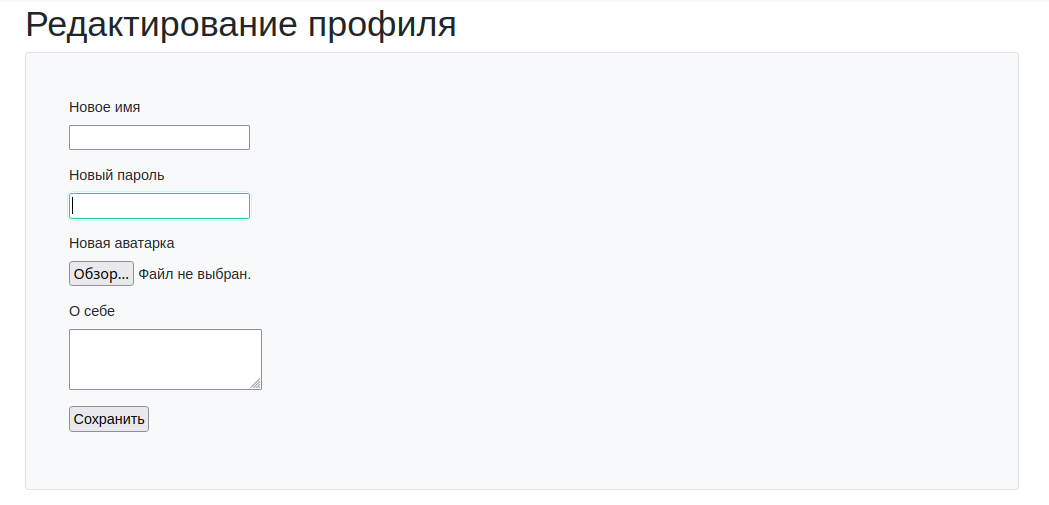 Редактирование профиля
Новое имя
Новый пароль
Новая аватарка
Обзор... Файл не выбран.
О себе
Сохранить